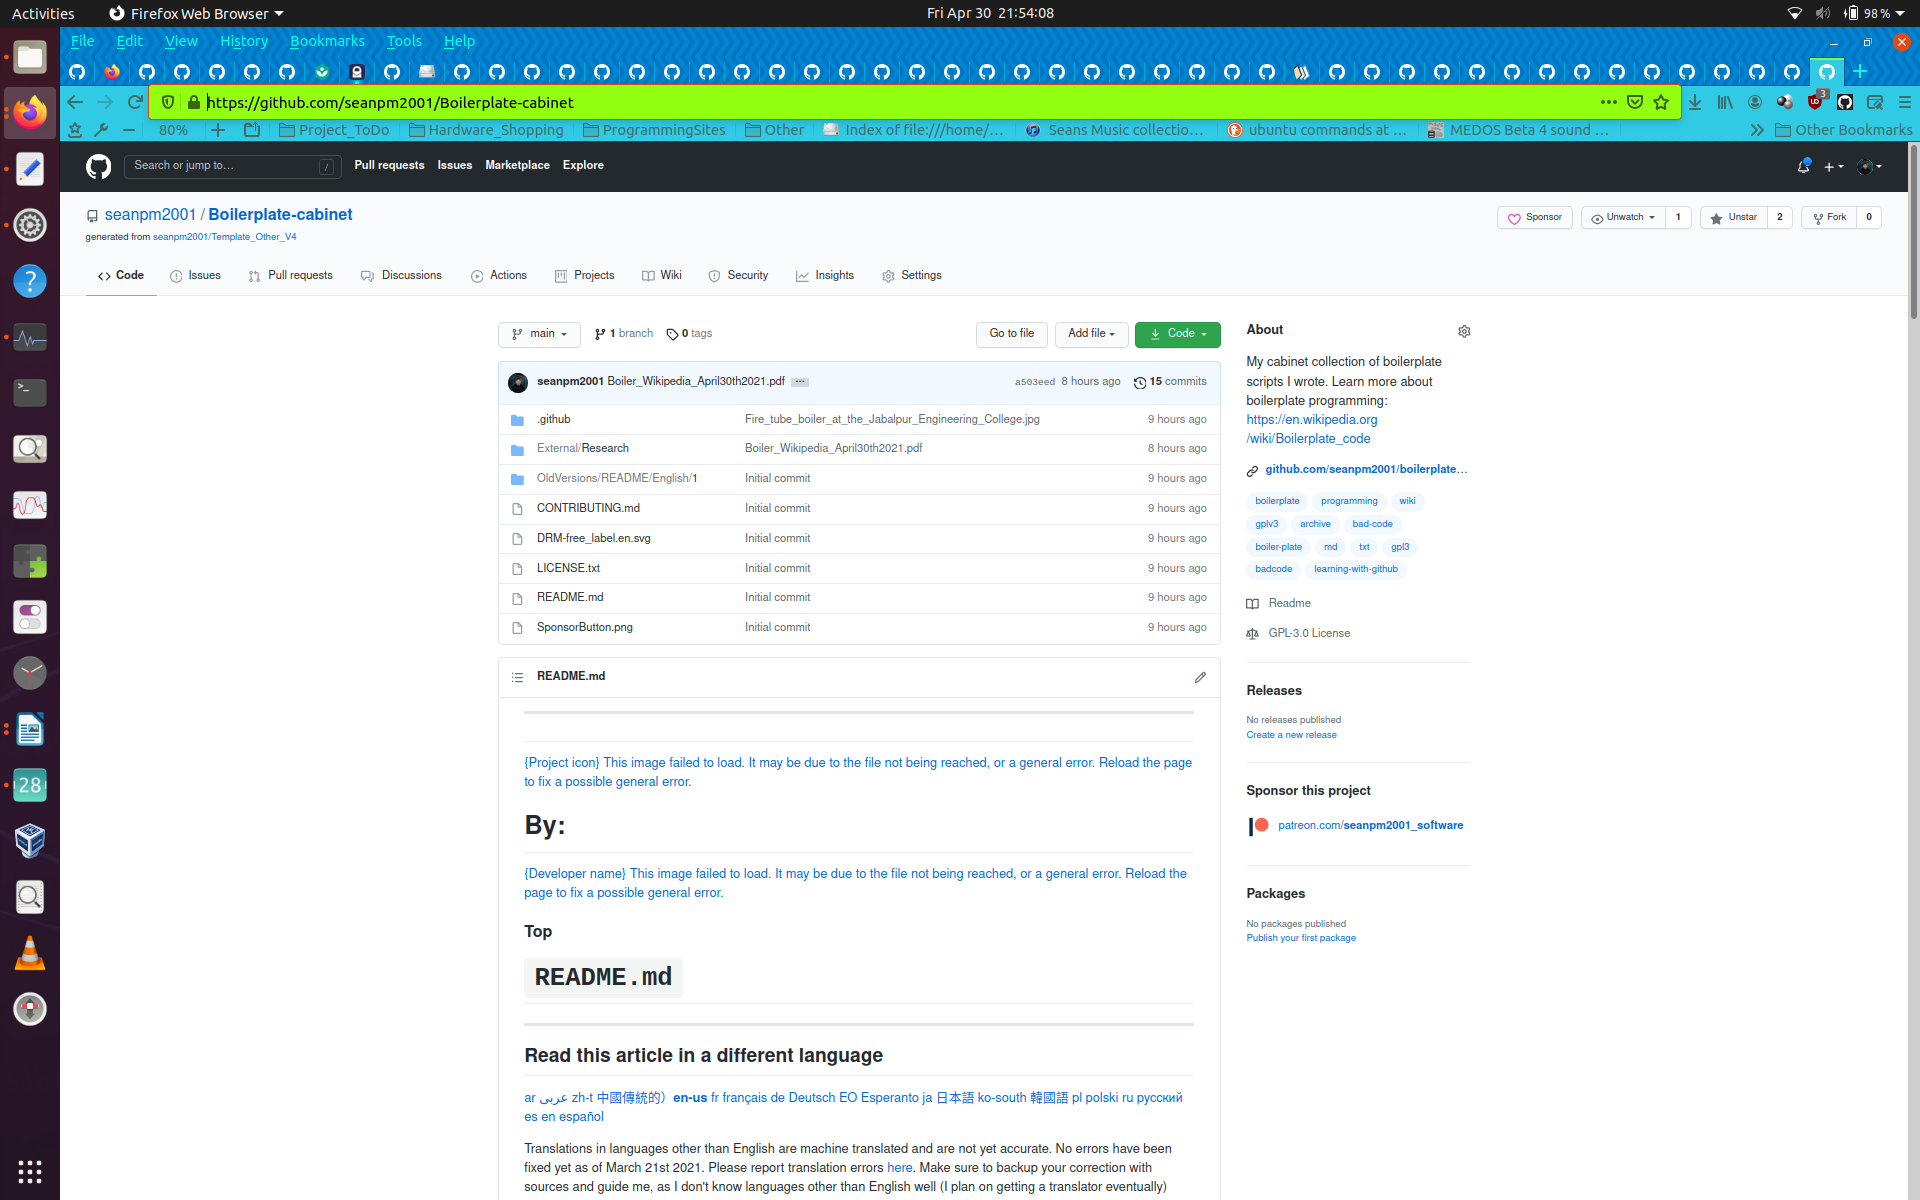 Activities
Firefox Web Browser
Fri Apr 30 21:54:08
98 %
File Edit View History Bookmarks Tools Help
https://github.com/seanpm2001/Boilerplate-cabinet
3
80%
Project_ToDo
Hardware_Shopping
ProgrammingSites
Other
Index of file:///home/...
Seans Music collectio...
ubuntu commands at ...
MEDOS Beta 4 sound ...
Other Bookmarks
Search or jump to...
/
Pull requests Issues Marketplace Explore
seanpm2001 / Boilerplate-cabinet
generated from seanpm2001/Template_Other_V4
Sponsor
Unwatch 1
Unstar 2
Fork 0
Code Issues Pull requests Discussions Actions Projects Wiki Security Insights Settings
main 1 branch 0 tags
Go to file Add file Code
seanpm2001 Boiler_Wikipedia_April30th2021.pdf ... a503eed 8 hours ago 15 commits
.github Fire_tube_boiler_at_the_Jabalpur_Engineering_College.jpg 9 hours ago
External/Research Boiler_Wikipedia_April30th2021.pdf 8 hours ago
OldVersions/README/English/1 Initial commit 9 hours ago
CONTRIBUTING.md Initial commit 9 hours ago
DRM-free_label.en.svg Initial commit 9 hours ago
LICENSE.txt Initial commit 9 hours ago
README.md Initial commit 9 hours ago
SponsorButton.png Initial commit 9 hours ago
README.md
{Project icon} This image failed to load. It may be due to the file not being reached, or a general error. Reload the page
to fix a possible general error.
By:
{Developer name} This image failed to load. It may be due to the file not being reached, or a general error. Reload the
page to fix a possible general error.
Top
README.md
Read this article in a different language
ar عربى zh-t 中國傳統的）en-us fr français de Deutsch EO Esperanto ja 日本語 ko-south 韓國語 pl polski ru русский
es en español
Translations in languages other than English are machine translated and are not yet accurate. No errors have been
fixed yet as of March 21st 2021. Please report translation errors here. Make sure to backup your correction with
sources and guide me, as I don't know languages other than English well (I plan on getting a translator eventually)
About
My cabinet collection of boilerplate
scripts I wrote. Learn more about
boilerplate programming:
https://en.wikipedia.org
/wiki/Boilerplate_code
github.com/seanpm2001/boilerplate...
boilerplate programming wiki
gplv3 archive bad-code
boiler-plate md txt gpl3
badcode learning-with-github
Readme
GPL-3.0 License
Releases
No releases published
Create a new release
Sponsor this project
patreon.com/seanpm2001_software
Packages
No packages published
Publish your first package
28